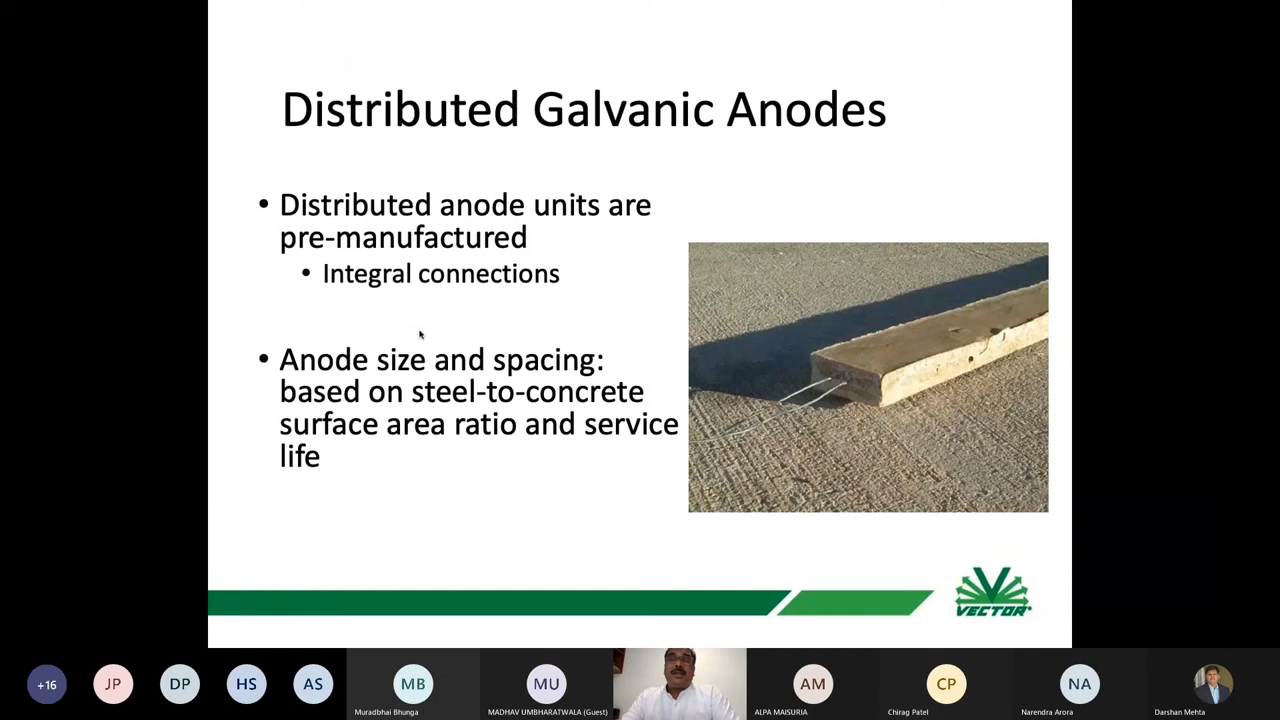 Distributed Galvanic Anodes
• Distributed anode units are
pre-manufactured
• Integral connections
• Anode size and spacing:
based on steel-to-concrete
surface area ratio and service
life
VECTOR®
+16
JP
DP
HS
AS
MB
Muradbhai Bhunga
MU
MADHAV UMBHARATWALA (Guest)
AM
ALPA MAISURIA
CP
Chirag Patel
NA
Narendra Arora
Darshan Mehta